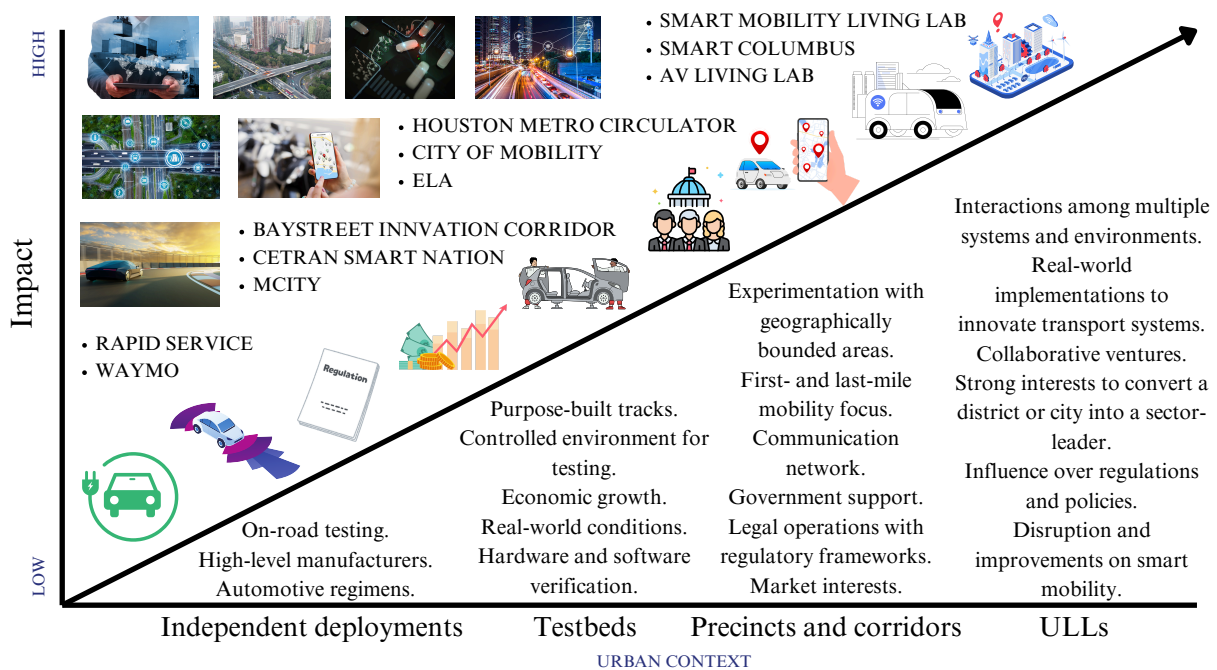 HIGH
Impact
LOW
• SMART MOBILITY LIVING LAB
• SMART COLUMBUS
• AV LIVING LAB
• HOUSTON METRO CIRCULATOR
• CITY OF MOBILITY
• ELA
• BAYSTREET INNVATION CORRIDOR
• CETRAN SMART NATION
• MCITY
• RAPID SERVICE
• WAYMO
Regulation
On-road testing.
High-level manufacturers.
Automotive regimens.
Purpose-built tracks.
Controlled environment for
testing.
Economic growth.
Real-world conditions.
Hardware and software
verification.
Experimentation with
geographically
bounded areas.
First- and last-mile
mobility focus.
Communication
network.
Government support.
Legal operations with
regulatory frameworks.
Market interests.
Interactions among multiple
systems and environments.
Real-world
implementations to
innovate transport systems.
Collaborative ventures.
Strong interests to convert a
district or city into a sector-
leader.
Influence over regulations
and policies.
Disruption and
improvements on smart
mobility.
Independent deployments
Testbeds
Precincts and corridors
ULLs
URBAN CONTEXT